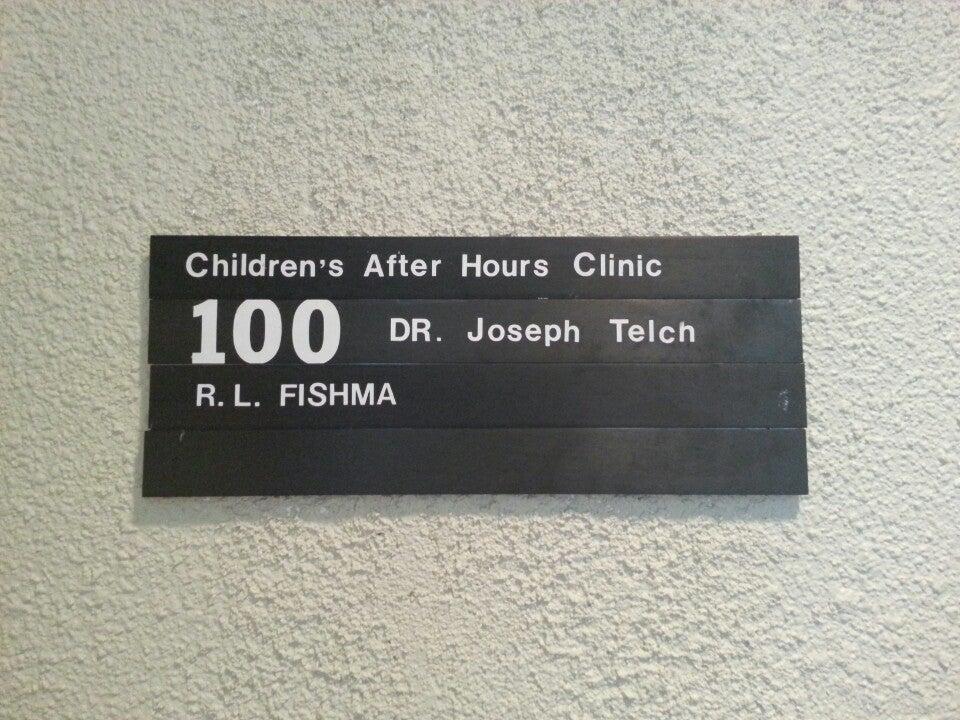 Children's After Hours Clinic
100 DR. Joseph Telch
R. L. FISHMA